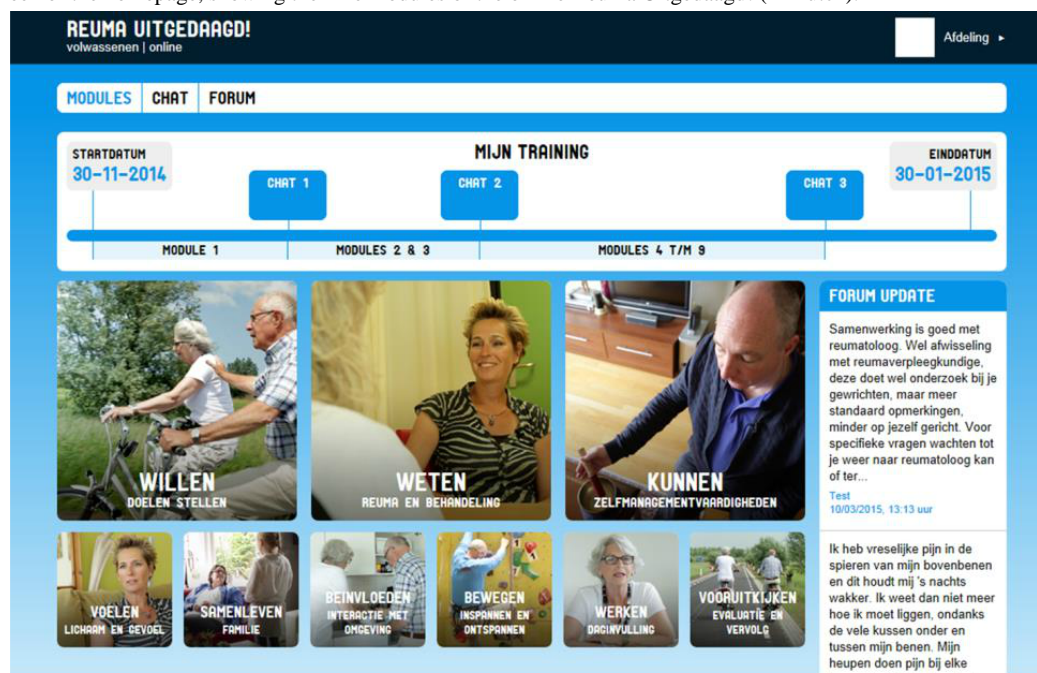 REUMA UITGEDAAGD!
volwassenen | online
Afdeling ▸
MODULES CHAT FORUM
MIJN TRAINING
STARTDATUM
30-11-2014
EINDDATUM
30-01-2015
CHAT 1
CHAT 2
CHAT 3
MODULE 1
MODULES 2 & 3
MODULES 4 T/M 9
WILLEN
DOELEN STELLEN
WETEN
REUMA EN BEHANDELING
KUNNEN
ZELFMANAGEMENTVAARDIGHEDEN
VOELEN
LICHAAM EN GEVOEL
SAMENLEVEN
FAMILIE
BEÏNVLOEDEN
INTERACTIE MET
OMGEVING
BEWEGEN
INSPANNEN EN
ONTSPANNEN
WERKEN
DAGINVULLING
VOORUITKIJKEN
EVALUATIE EN
VERVOLG
FORUM UPDATE
Samenwerking is goed met
reumatoloog. Wel afwisseling
met reumaverpleegkundige,
deze doet wel onderzoek bij je
gewrichten, maar meer
standaard opmerkingen,
minder op jezelf gericht. Voor
specifieke vragen wachten tot
je weer naar reumatoloog kan
of ter...
Test
10/03/2015, 13:13 uur
Ik heb vreselijke pijn in de
spieren van mijn bovenbenen
en dit houdt mij 's nachts
wakker. Ik weet dan niet meer
hoe ik moet liggen, ondanks
de vele kussen onder en
tussen mijn benen. Mijn
heupen doen pijn bij elke